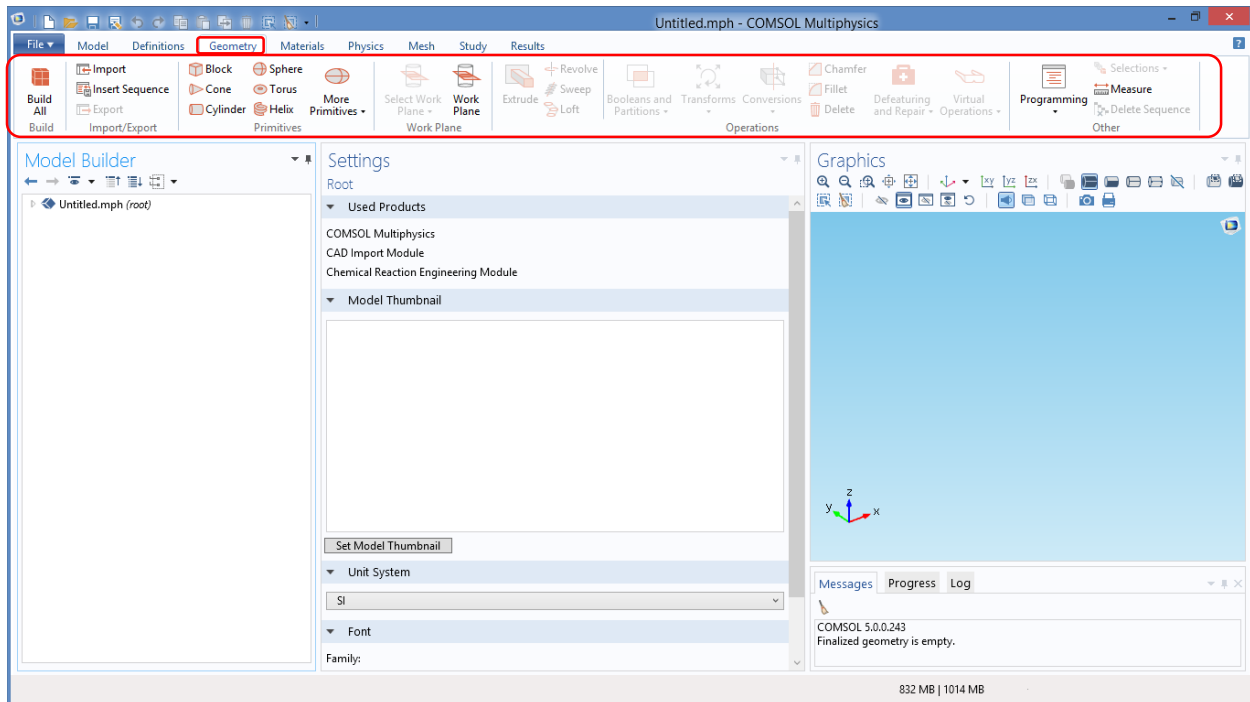 Untitled.mph - COMSOL Multiphysics
File Model Definitions Geometry Materials Physics Mesh Study Results ?
Import Block Sphere Revolve Chamfer Selections
Insert Sequence Cone Torus Sweep Fillet Measure
Export Cylinder Helix Loft Delete Delete Sequence
Build All More Primitives Select Work Plane Work Plane Extrude Booleans and Partitions Transforms Conversions Defeaturing and Repair Virtual Operations Programming
Build Import/Export Primitives Work Plane Operations Other
Model Builder
Untitled.mph (root)
Settings
Root
Used Products
COMSOL Multiphysics
CAD Import Module
Chemical Reaction Engineering Module
Model Thumbnail
Set Model Thumbnail
Unit System
SI
Font
Family:
Graphics
xy yz zx
z
y x
Messages Progress Log
COMSOL 5.0.0.243
Finalized geometry is empty.
832 MB | 1014 MB